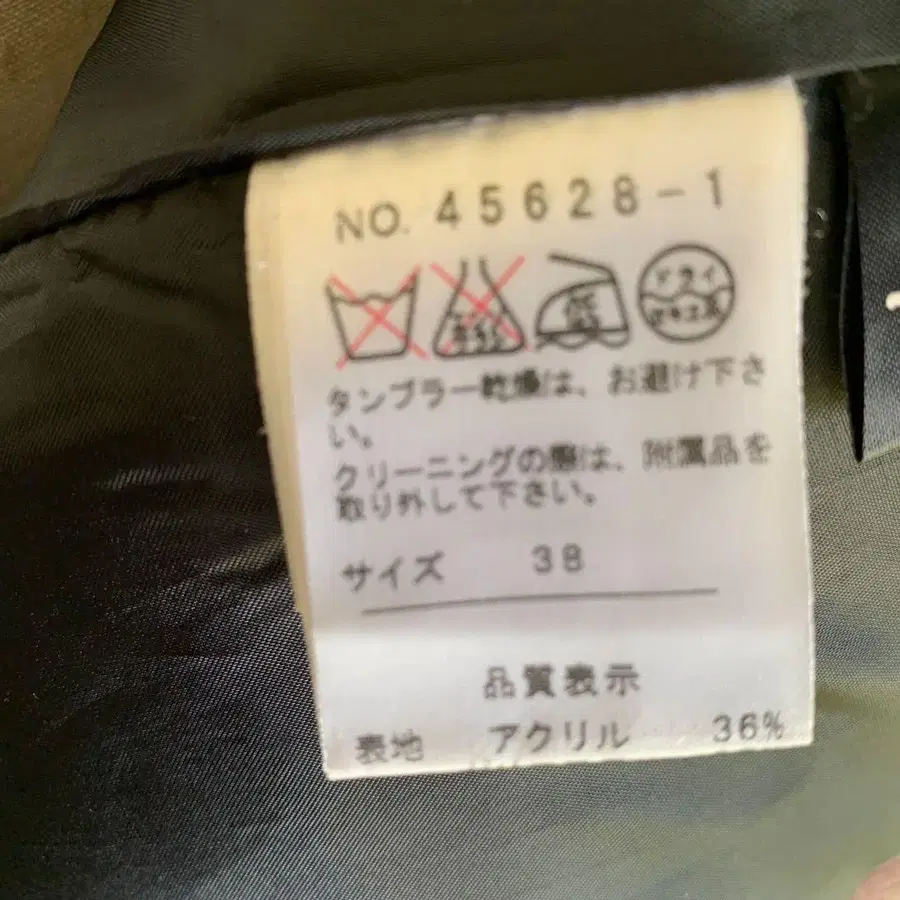 NO. 45628-1
低
ドライ
タンブラー乾燥は、お避け下さ
い。
クリーニングの際は、附属品を
取り外して下さい。
サイズ 38
品質表示
表地 アクリル 36%